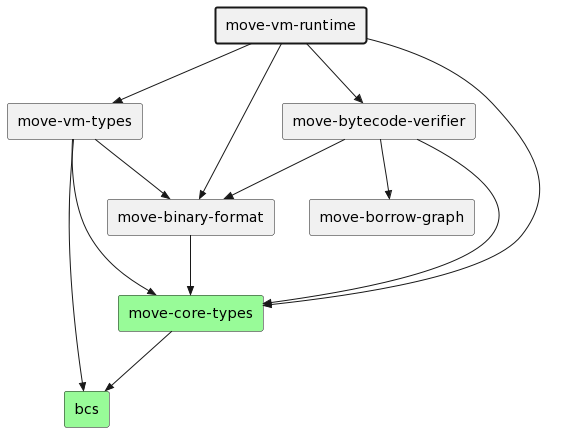 move-vm-runtime
move-vm-types
move-bytecode-verifier
move-binary-format
move-borrow-graph
move-core-types
bcs